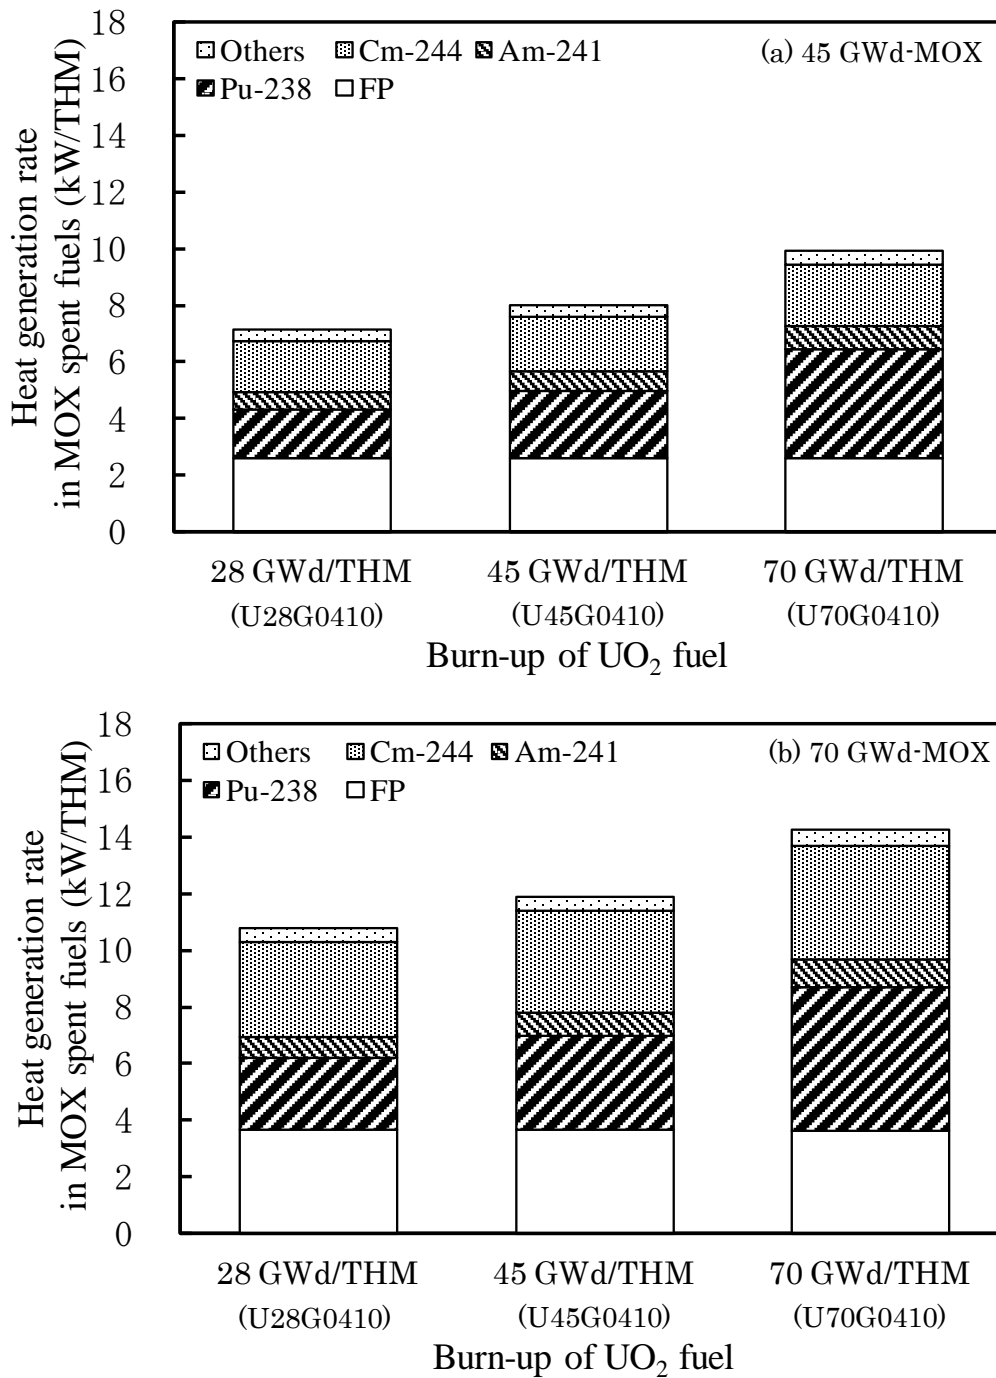 18
16
14
12
10
8
6
4
2
0
Heat generation rate
in MOX spent fuels (kW/THM)
Others Cm-244 Am-241
Pu-238 FP
(a) 45 GWd-MOX
28 GWd/THM 45 GWd/THM 70 GWd/THM
(U28G0410) (U45G0410) (U70G0410)
Burn-up of UO₂ fuel
18
16
14
12
10
8
6
4
2
0
Heat generation rate
in MOX spent fuels (kW/THM)
Others Cm-244 Am-241
Pu-238 FP
(b) 70 GWd-MOX
28 GWd/THM 45 GWd/THM 70 GWd/THM
(U28G0410) (U45G0410) (U70G0410)
Burn-up of UO₂ fuel